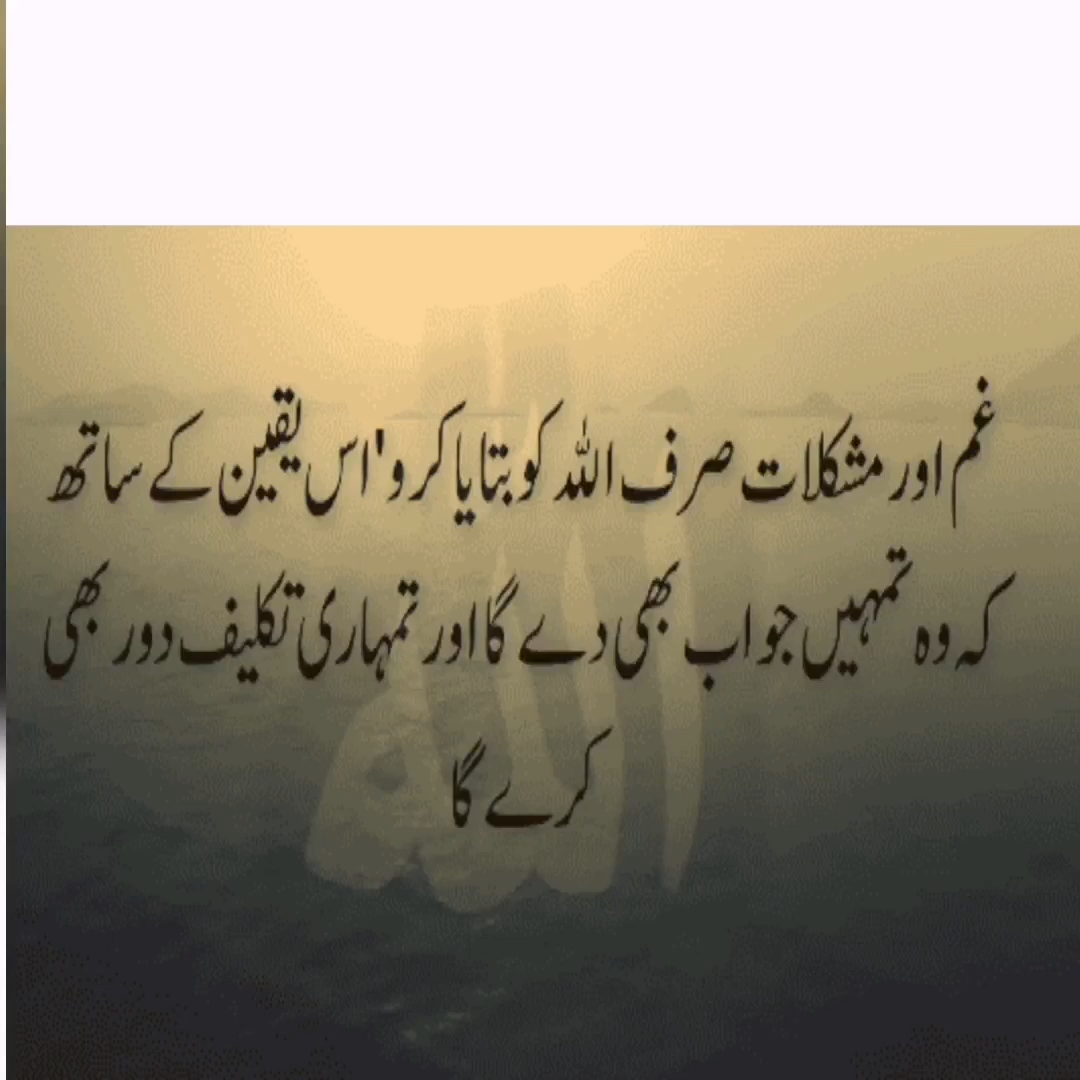 غم اور مشکلات صرف اللہ کو بتایا کرو'اس یقین کے ساتھ
کہ وہ تمہیں جواب بھی دے گا اور تمہاری تکلیف دور بھی
کرے گا
الله